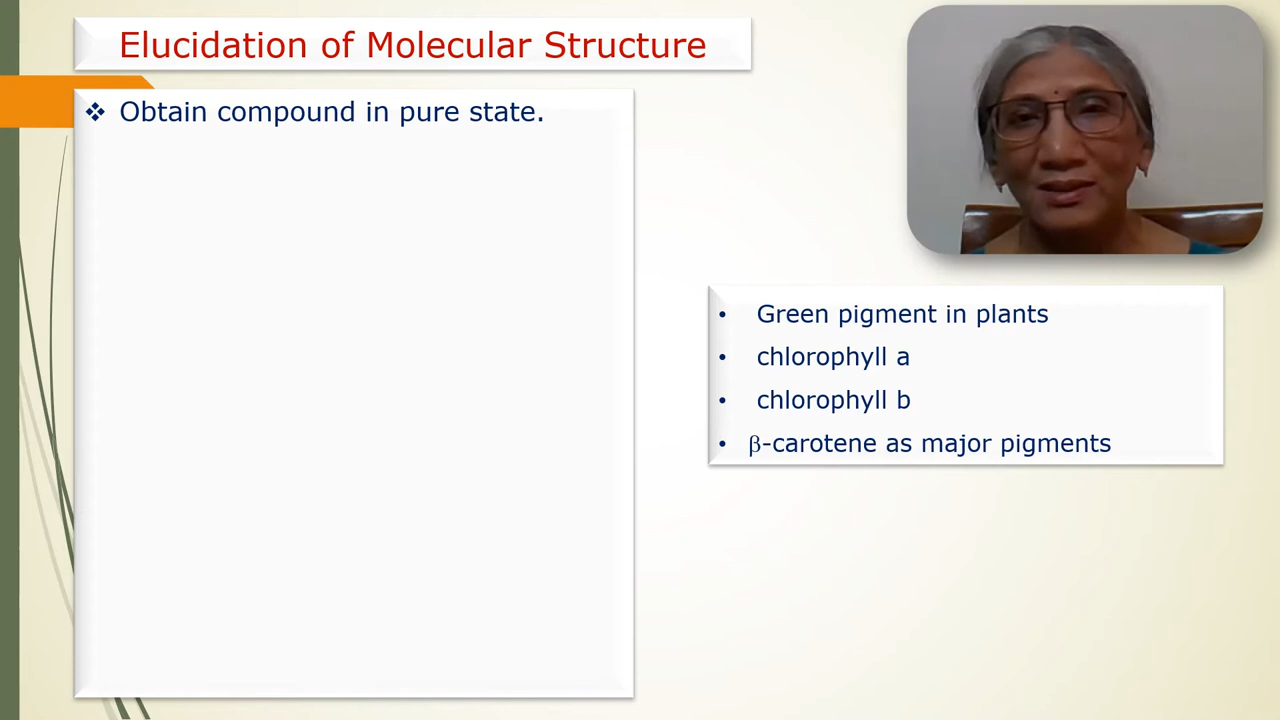 Elucidation of Molecular Structure
❖ Obtain compound in pure state.
• Green pigment in plants
• chlorophyll a
• chlorophyll b
• β-carotene as major pigments